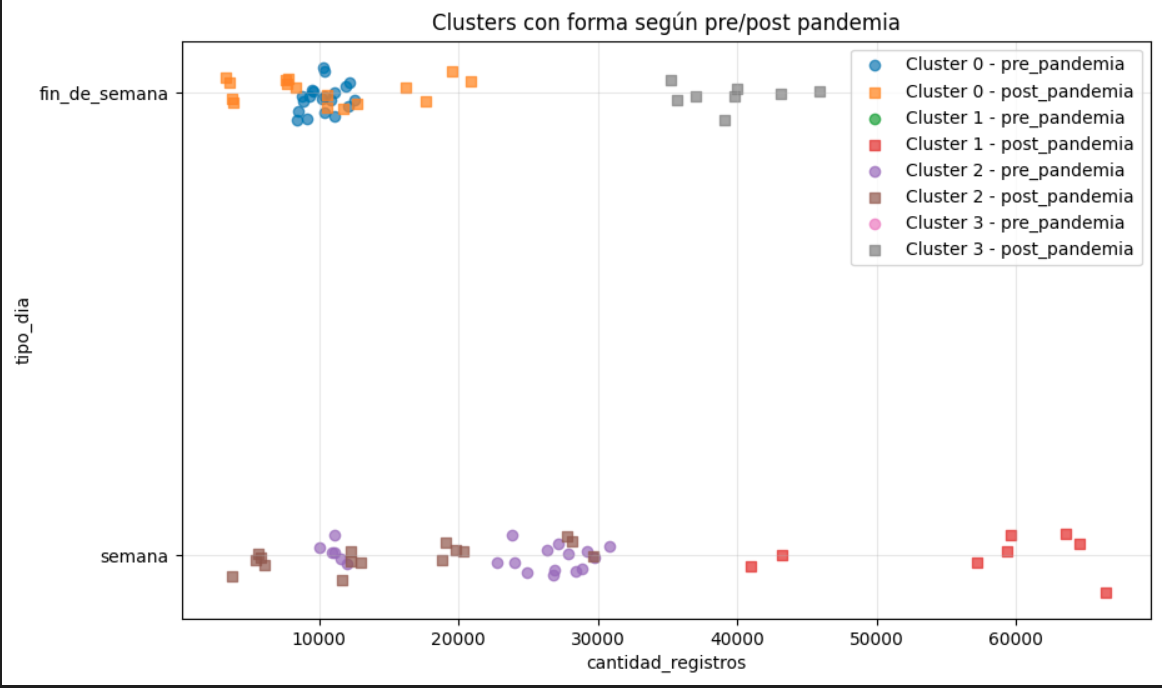 Clusters con forma según pre/post pandemia
fin_de_semana
semana
tipo_dia
Cluster 0 - pre_pandemia
Cluster 0 - post_pandemia
Cluster 1 - pre_pandemia
Cluster 1 - post_pandemia
Cluster 2 - pre_pandemia
Cluster 2 - post_pandemia
Cluster 3 - pre_pandemia
Cluster 3 - post_pandemia
10000 20000 30000 40000 50000 60000
cantidad_registros